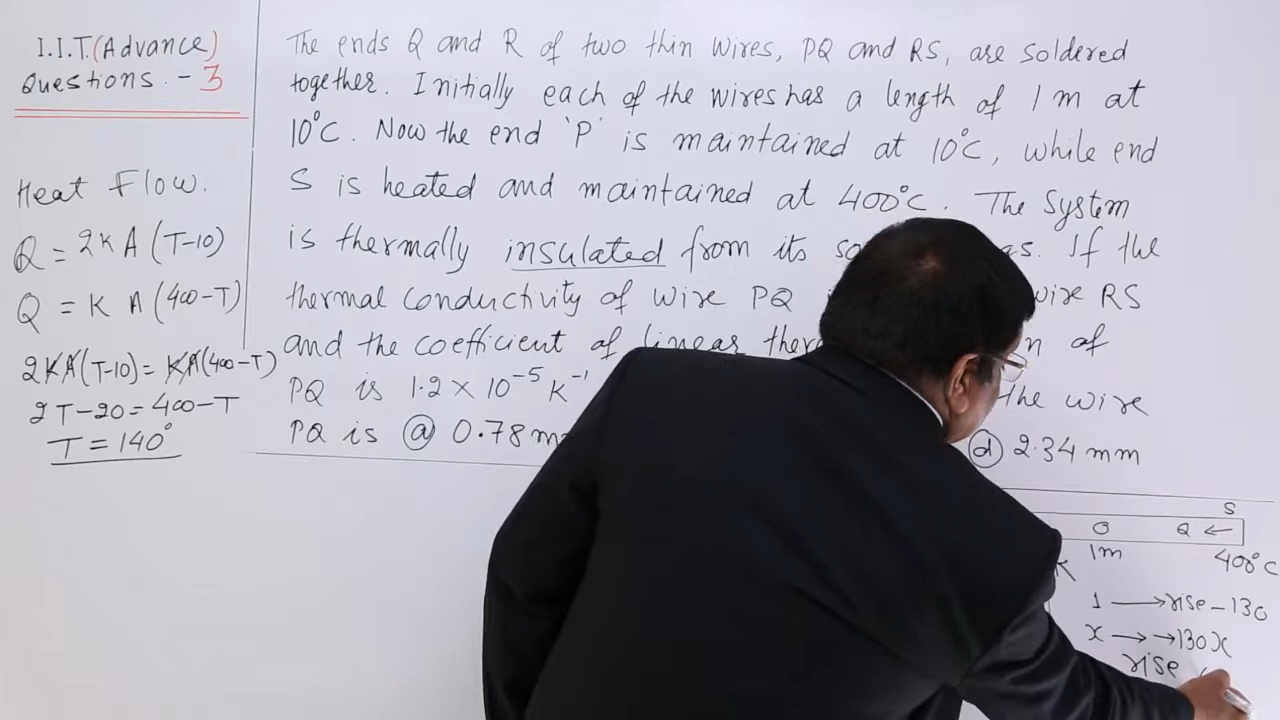 I.I.T.(Advance)
Questions. - 3
Heat Flow.
Q = 2K A (T-10)
Q = K A (400-T)
2KA(T-10) = KA(400-T)
2T-20 = 400-T
T = 140°
The ends Q and R of two thin wires, PQ and RS, are soldered
together. Initially each of the wires has a length of 1 m at
10°C. Now the end 'P' is maintained at 10°C, while end
S is heated and maintained at 400°C. The System
is thermally insulated from its If the
thermal conductivity of wire PQ wire RS
and the coefficient of linear of
PQ is 1.2 × 10⁻⁵ K⁻¹ the wire
PQ is ⓐ 0.78 ⓓ 2.34 mm
S
O Q ←
1m 400°C
K
1 → rise - 130
x → → 130x
rise